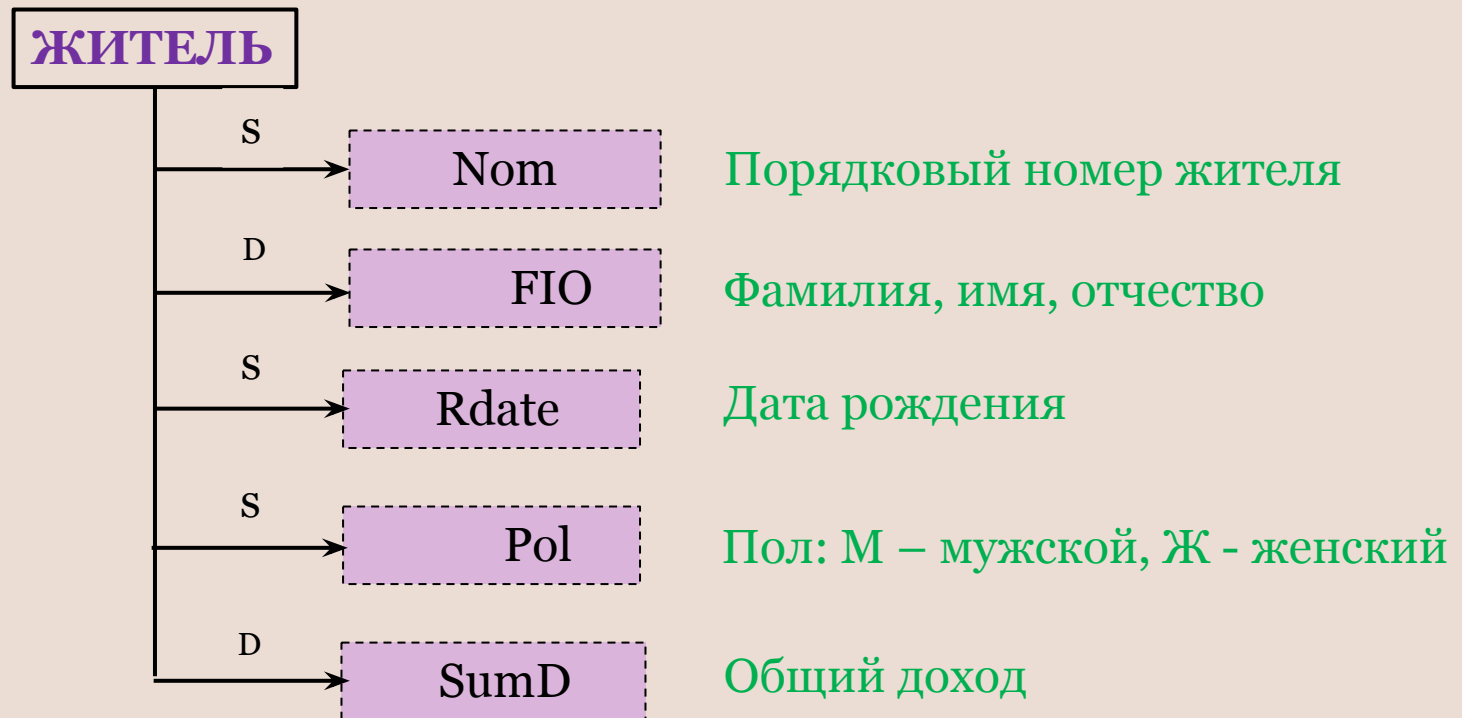 ЖИТЕЛЬ
S
Nom Порядковый номер жителя
D
FIO Фамилия, имя, отчество
S
Rdate Дата рождения
S
Pol Пол: М – мужской, Ж - женский
D
SumD Общий доход